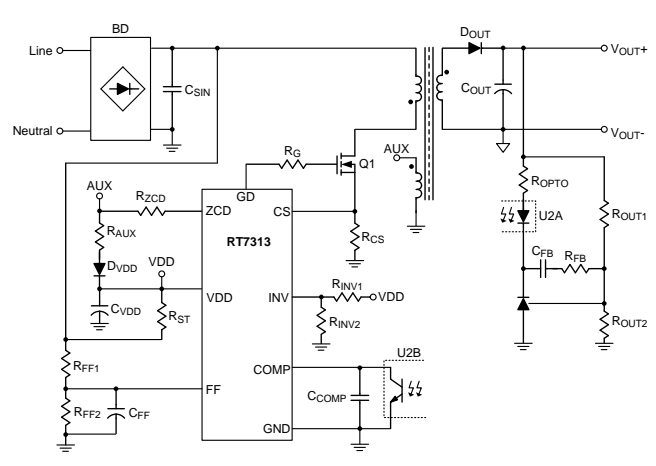 BD
Line
Neutral
CSIN
DOUT
VOUT+
COUT
VOUT-
RG
Q1
AUX
GD
AUX
RZCD
ZCD
CS
RCS
RT7313
RAUX
DVDD
VDD
CVDD
RST
VDD
INV
RINV1
VDD
RINV2
ROPTO
U2A
ROUT1
CFB
RFB
ROUT2
RFF1
RFF2
CFF
FF
COMP
CCOMP
U2B
GND